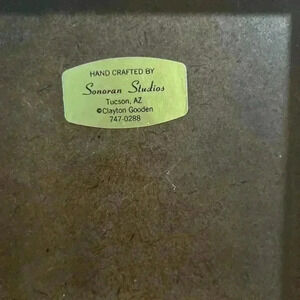 HAND CRAFTED BY
Sonoran Studios
Tucson, AZ
©Clayton Gooden
747-0288